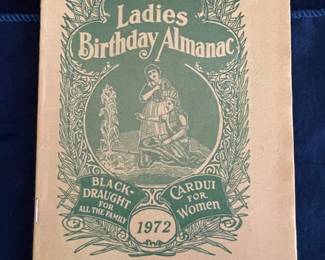 Ladies
Birthday Almanac
BLACK-
DRAUGHT
FOR
ALL THE FAMILY
CARDUI
FOR
Women
1972